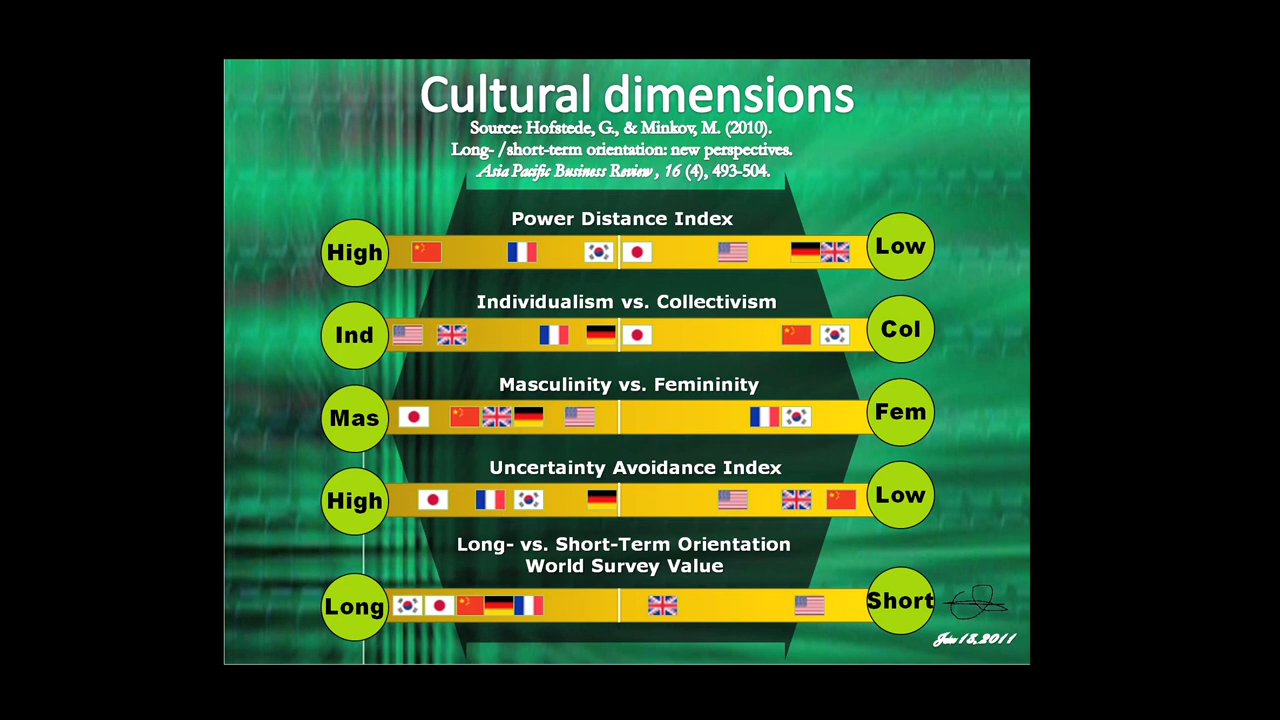 Cultural dimensions
Source: Hofstede, G., & Minkov, M. (2010).
Long- /short-term orientation: new perspectives.
Asia Pacific Business Review , 16 (4), 493-504.
Power Distance Index
High
Low
Individualism vs. Collectivism
Ind
Col
Masculinity vs. Femininity
Mas
Fem
Uncertainty Avoidance Index
High
Low
Long- vs. Short-Term Orientation
World Survey Value
Long
Short
2011